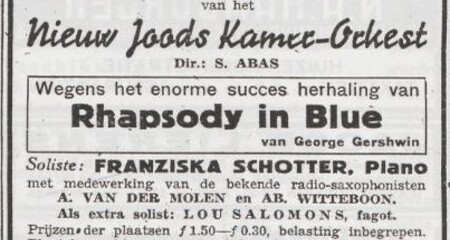 van het
Nieuw Joods Kamer-Orkest
Dir.: S. ABAS
Wegens het enorme succes herhaling van
Rhapsody in Blue
van George Gershwin
Soliste: FRANZISKA SCHOTTER, Piano
met medewerking van de bekende radio-saxophonisten
A. VAN DER MOLEN en AB. WITTEBOON.
Als extra solist: LOU SALOMONS, fagot.
Prijzen der plaatsen f 1.50—f 0.30, belasting inbegrepen.